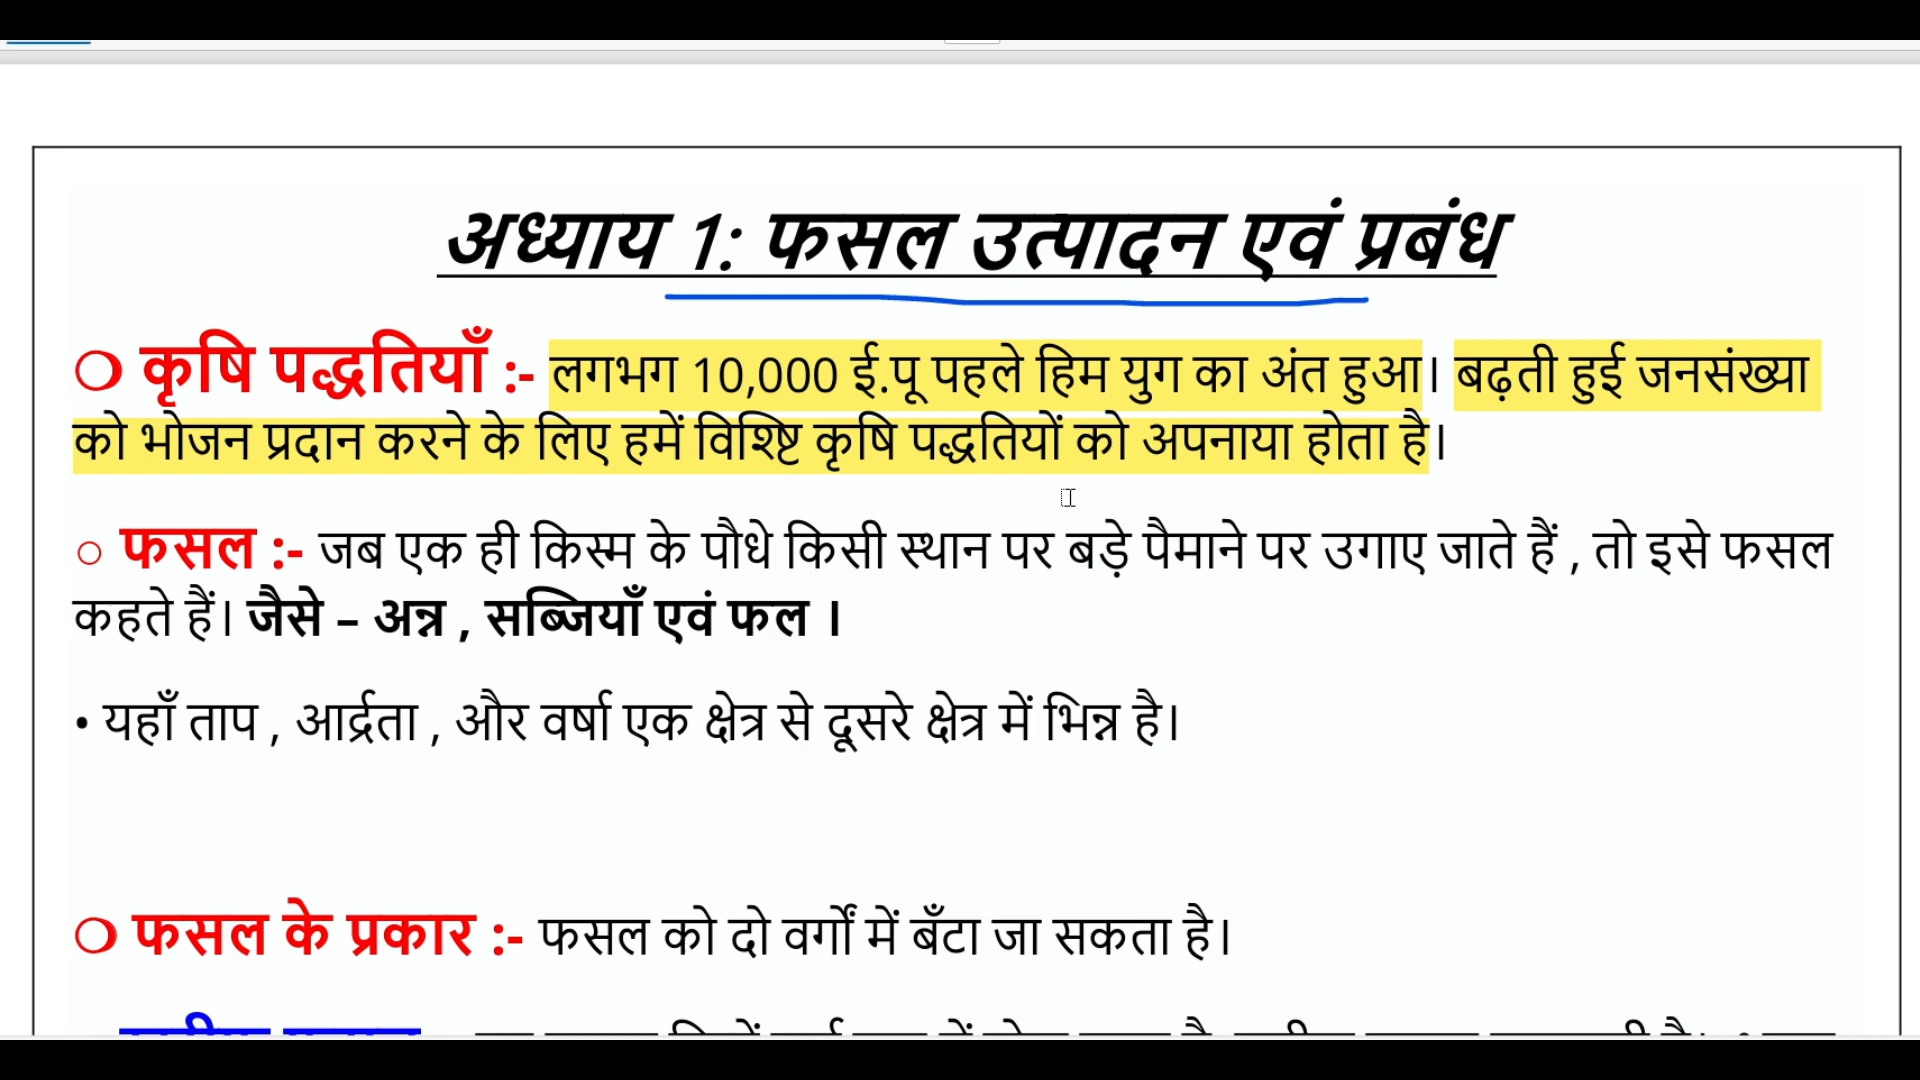 अध्याय 1: फसल उत्पादन एवं प्रबंध
❍ कृषि पद्धतियाँ :- लगभग 10,000 ई.पू पहले हिम युग का अंत हुआ। बढ़ती हुई जनसंख्या
को भोजन प्रदान करने के लिए हमें विश्ष्टि कृषि पद्धतियों को अपनाया होता है।
○ फसल :- जब एक ही किस्म के पौधे किसी स्थान पर बड़े पैमाने पर उगाए जाते हैं , तो इसे फसल
कहते हैं। जैसे – अन्न , सब्जियाँ एवं फल ।
• यहाँ ताप , आर्द्रता , और वर्षा एक क्षेत्र से दूसरे क्षेत्र में भिन्न है।
❍ फसल के प्रकार :- फसल को दो वर्गों में बँटा जा सकता है।